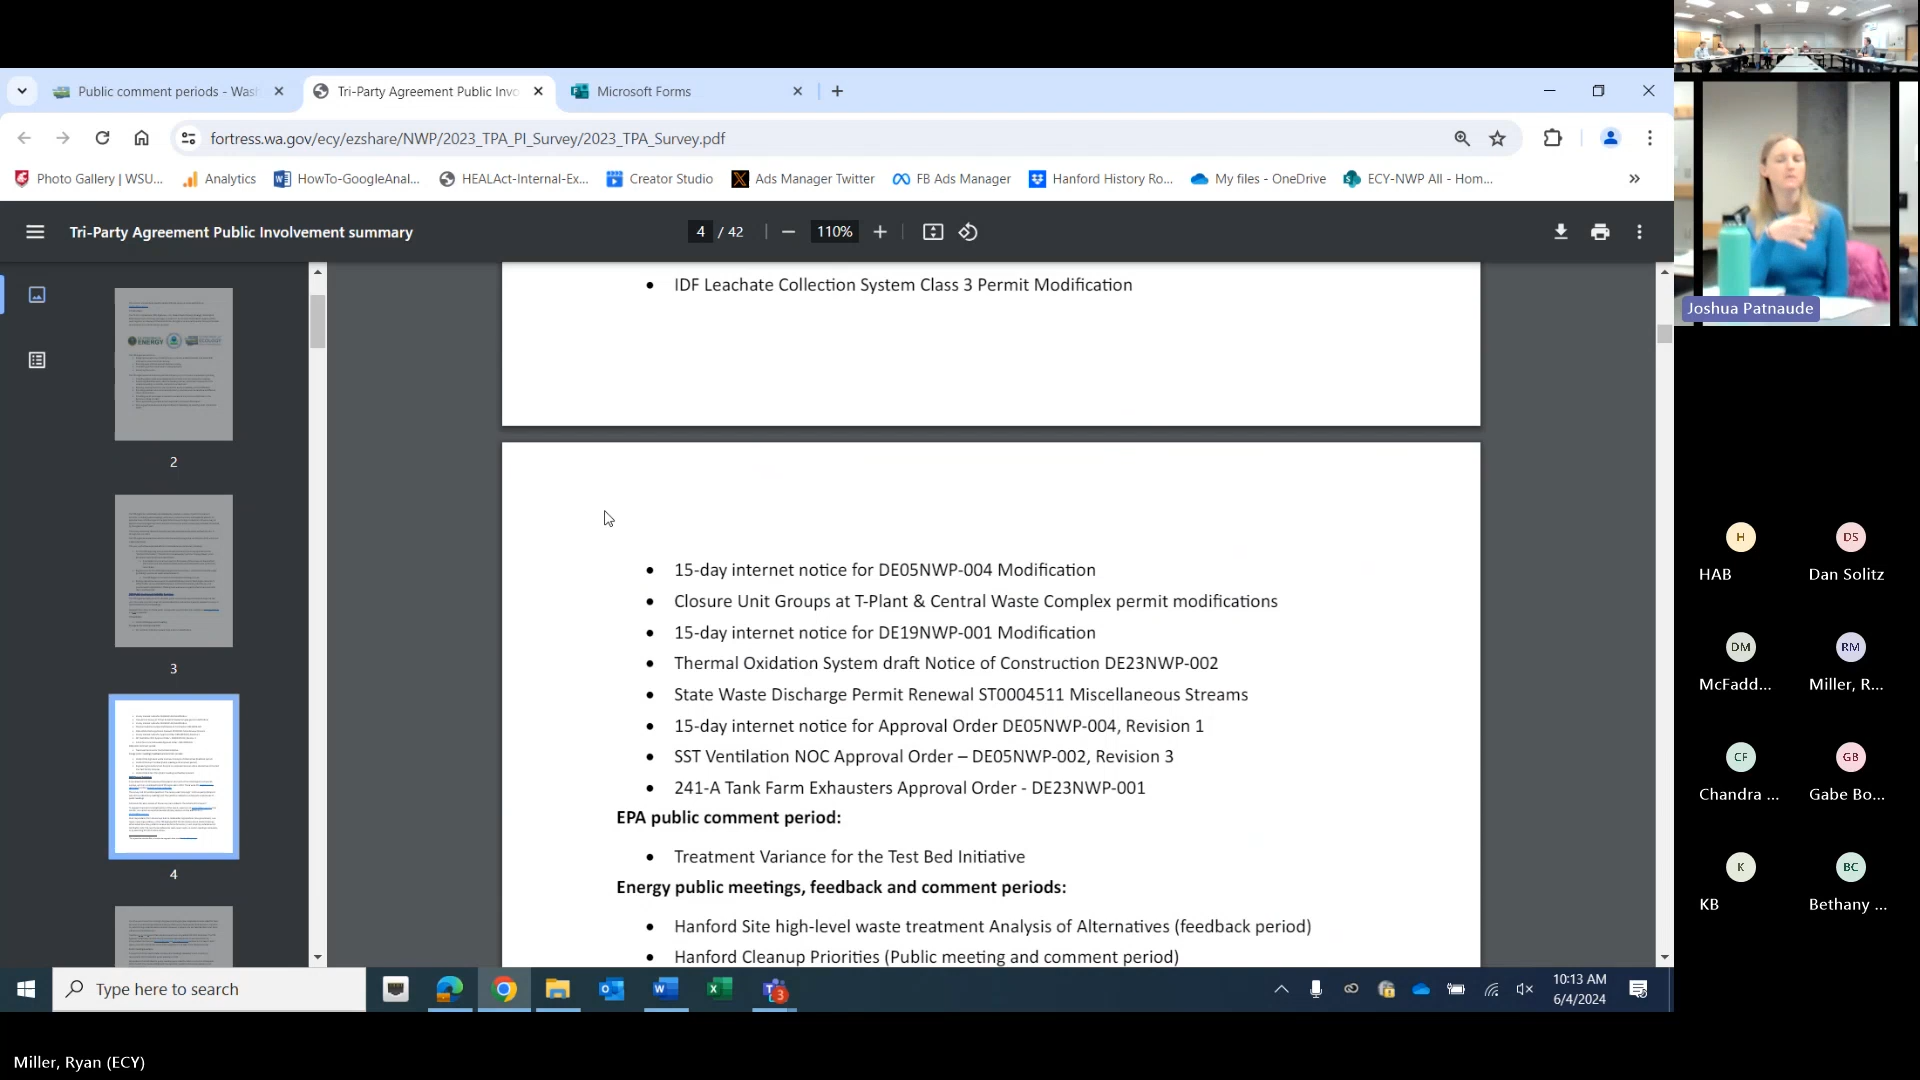 Public comment periods - Wash
Tri-Party Agreement Public Invo
Microsoft Forms
fortress.wa.gov/ecy/ezshare/NWP/2023_TPA_PI_Survey/2023_TPA_Survey.pdf
Photo Gallery | WSU...
Analytics
HowTo-GoogleAnal...
HEALAct-Internal-Ex...
Creator Studio
Ads Manager Twitter
FB Ads Manager
Hanford History Ro...
My files - OneDrive
ECY-NWP All - Hom...
Tri-Party Agreement Public Involvement summary
4 / 42
110%
2
3
4
• IDF Leachate Collection System Class 3 Permit Modification
• 15-day internet notice for DE05NWP-004 Modification
• Closure Unit Groups at T-Plant & Central Waste Complex permit modifications
• 15-day internet notice for DE19NWP-001 Modification
• Thermal Oxidation System draft Notice of Construction DE23NWP-002
• State Waste Discharge Permit Renewal ST0004511 Miscellaneous Streams
• 15-day internet notice for Approval Order DE05NWP-004, Revision 1
• SST Ventilation NOC Approval Order – DE05NWP-002, Revision 3
• 241-A Tank Farm Exhausters Approval Order - DE23NWP-001
EPA public comment period:
• Treatment Variance for the Test Bed Initiative
Energy public meetings, feedback and comment periods:
• Hanford Site high-level waste treatment Analysis of Alternatives (feedback period)
• Hanford Cleanup Priorities (Public meeting and comment period)
Joshua Patnaude
H
HAB
DS
Dan Solitz
DM
McFadd...
RM
Miller, R...
CF
Chandra ...
GB
Gabe Bo...
K
KB
BC
Bethany ...
Type here to search
3
10:13 AM
6/4/2024
Miller, Ryan (ECY)